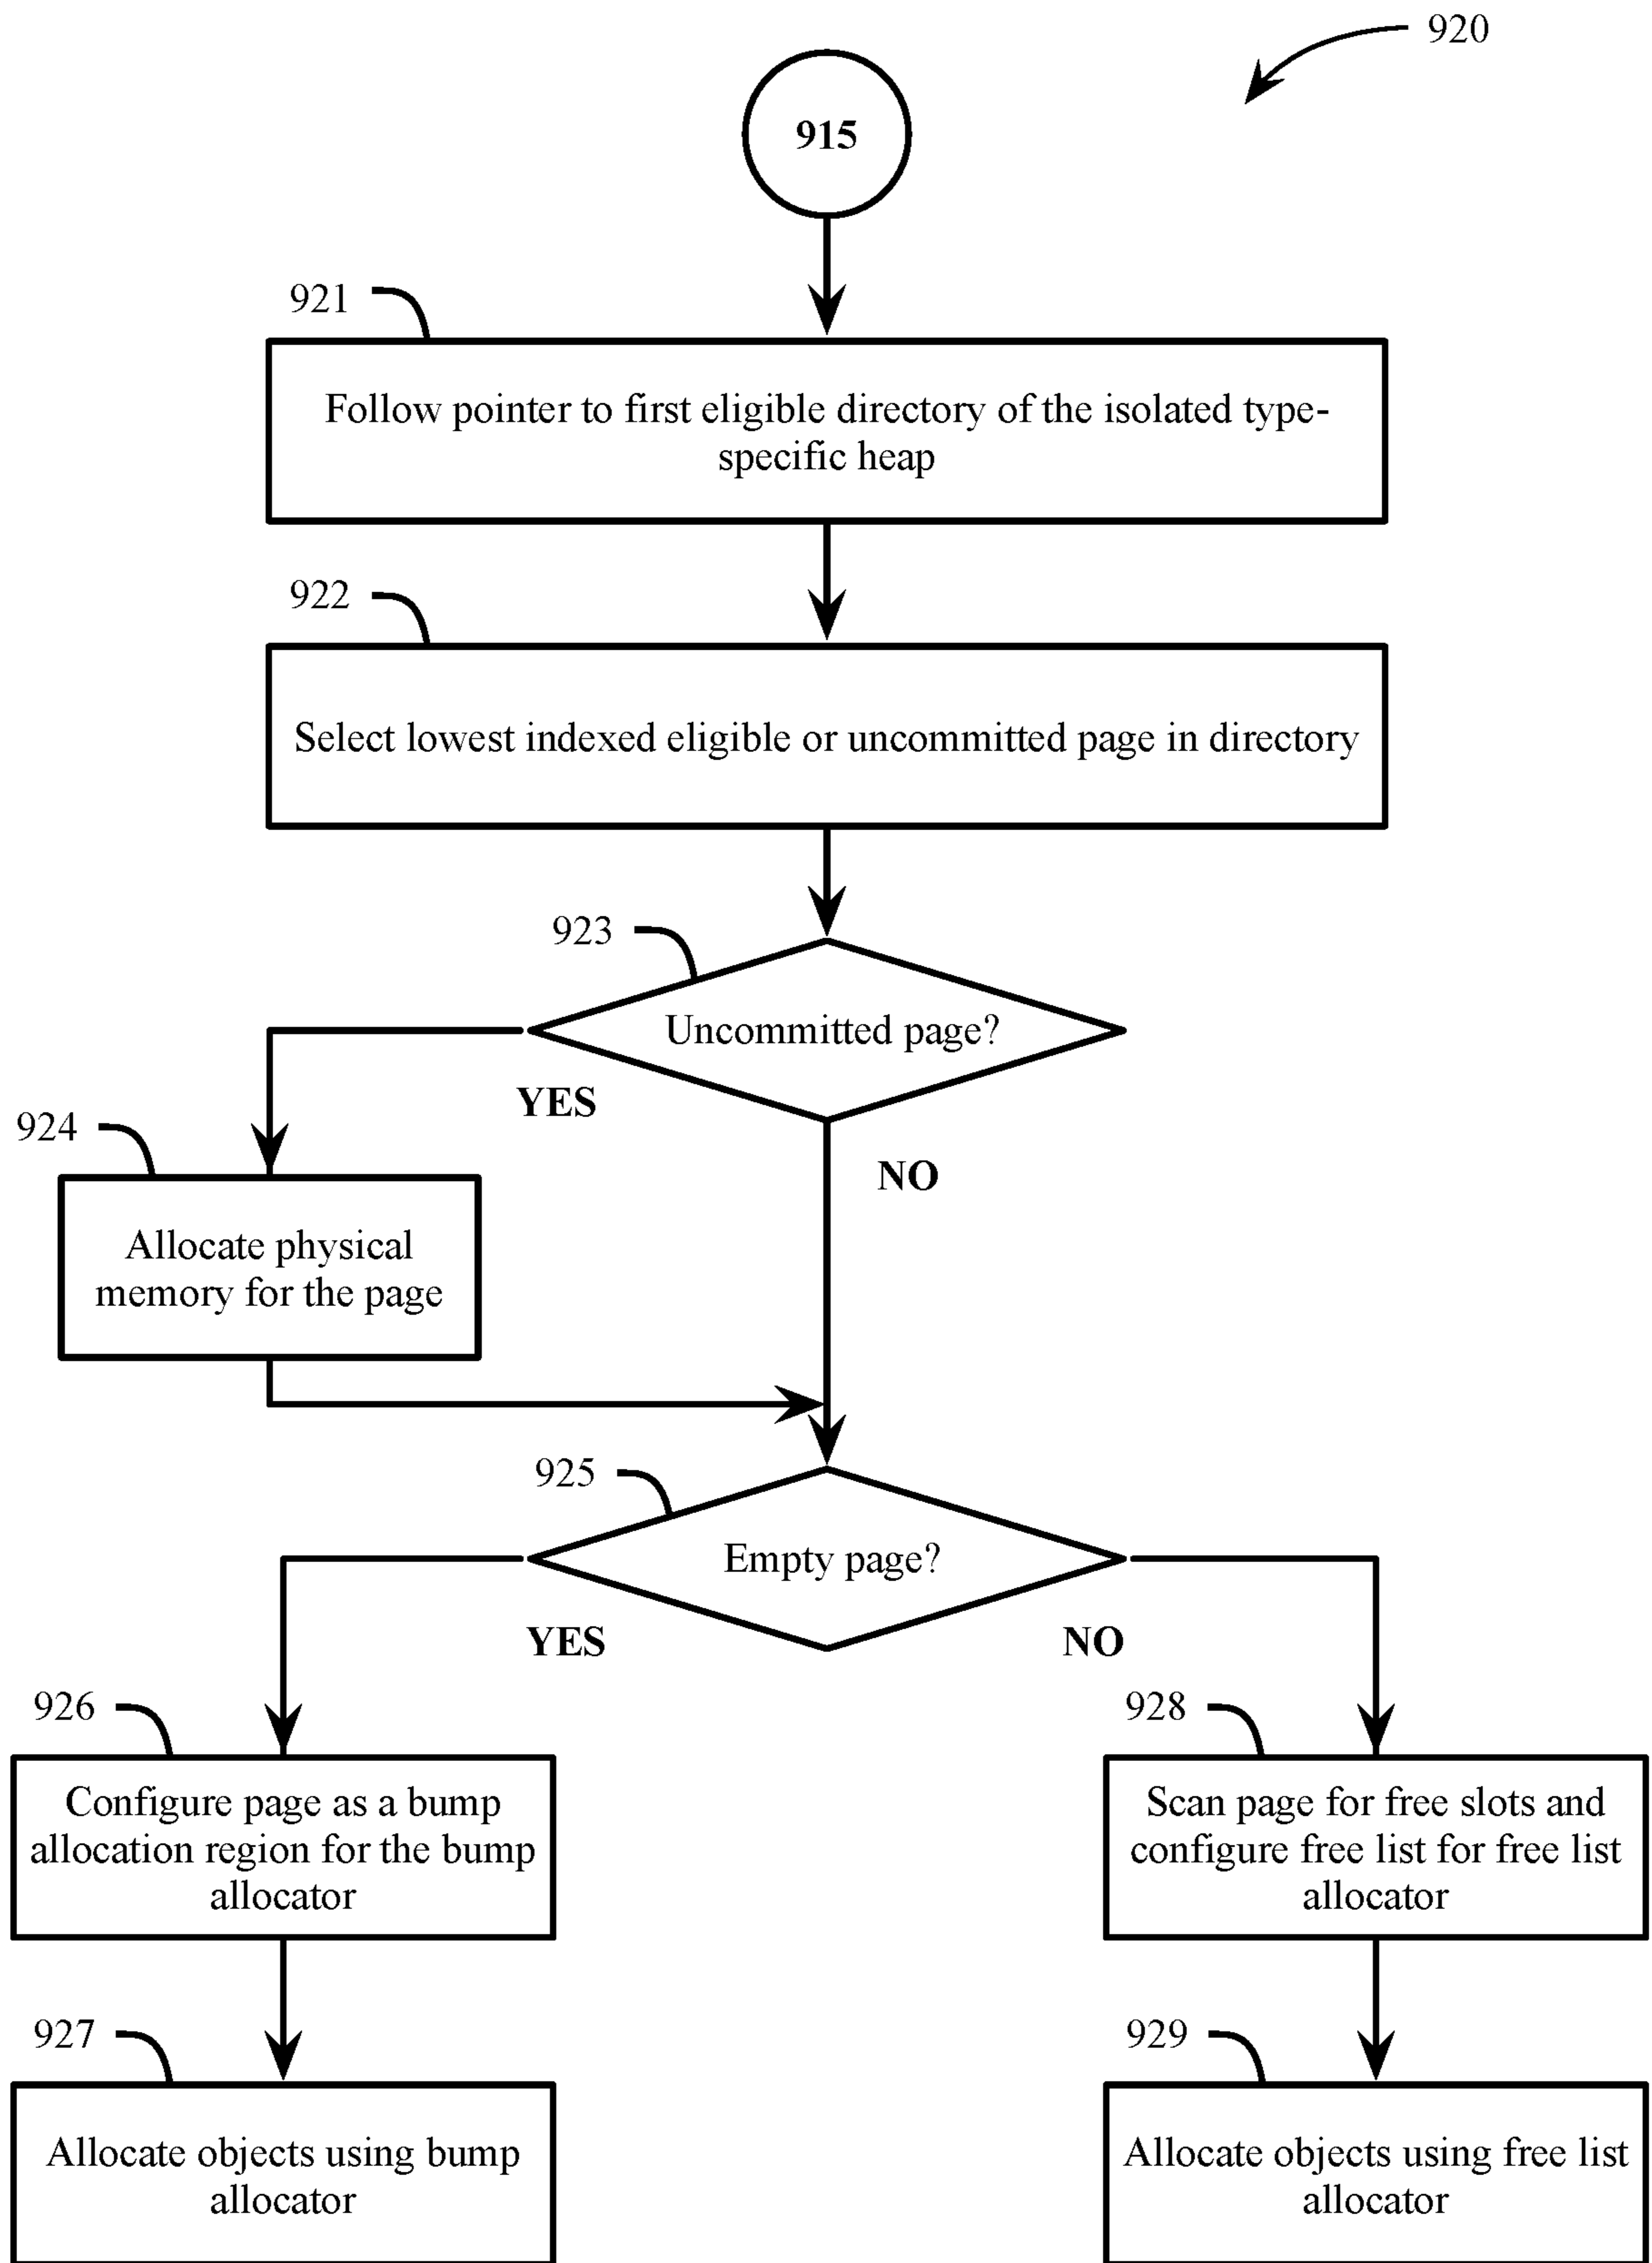 920
915
921
Follow pointer to first eligible directory of the isolated type-
specific heap
922
Select lowest indexed eligible or uncommitted page in directory
923
Uncommitted page?
YES
924
NO
Allocate physical
memory for the page
925
Empty page?
YES
NO
926
928
Configure page as a bump
allocation region for the bump
allocator
Scan page for free slots and
configure free list for free list
allocator
927
929
Allocate objects using bump
allocator
Allocate objects using free list
allocator